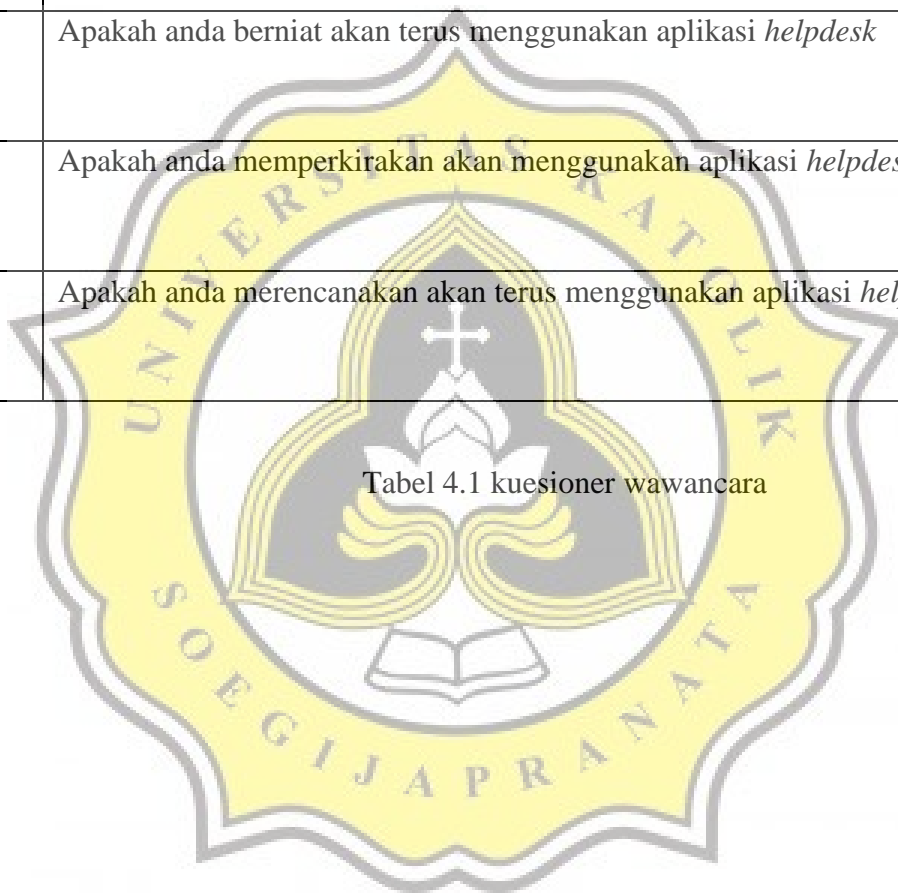 Apakah anda berniat akan terus menggunakan aplikasi helpdesk
Apakah anda memperkirakan akan menggunakan aplikasi
Apakah anda merencanakan akan terus menggunakan aplikasi
Tabel 4.1 kuesioner wawancara
UNIVERSITAS KATOLIK
SOEGIJAPRANATA